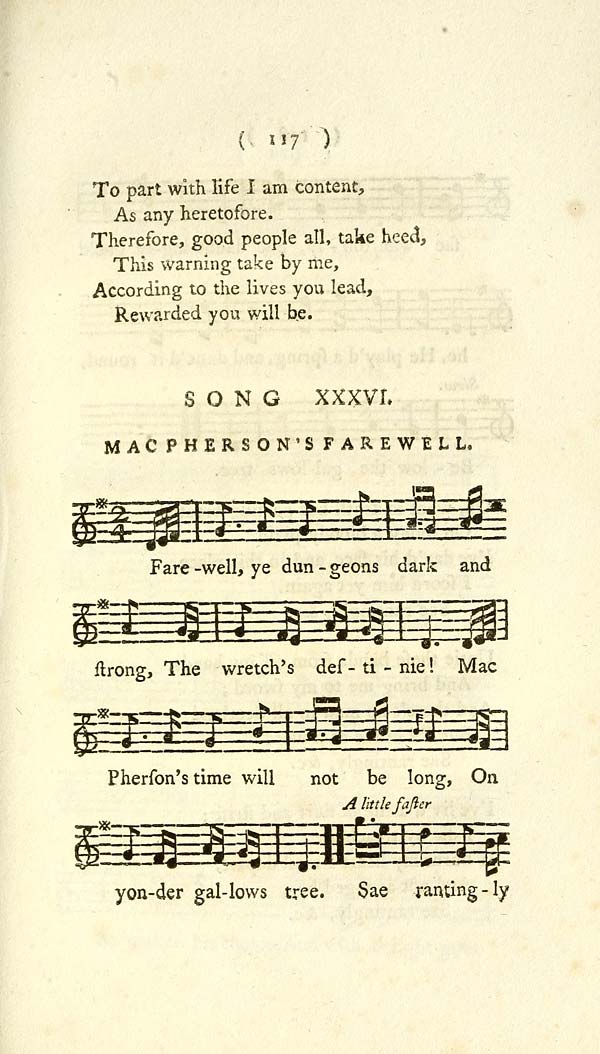 ( 117 )
To part with life I am content,
As any heretofore.
Therefore, good people all, take heed,
This warning take by me,
According to the lives you lead,
Rewarded you will be.
SONG XXXVI.
MACPHERSON'S FAREWELL.
2
4
Fare-well, ye dun-geons dark and
ſtrong, The wretch's deſ-ti-nie! Mac
Pherſon's time will not be long, On
A little faſter
yon-der gal-lows tree. Sae ranting-ly